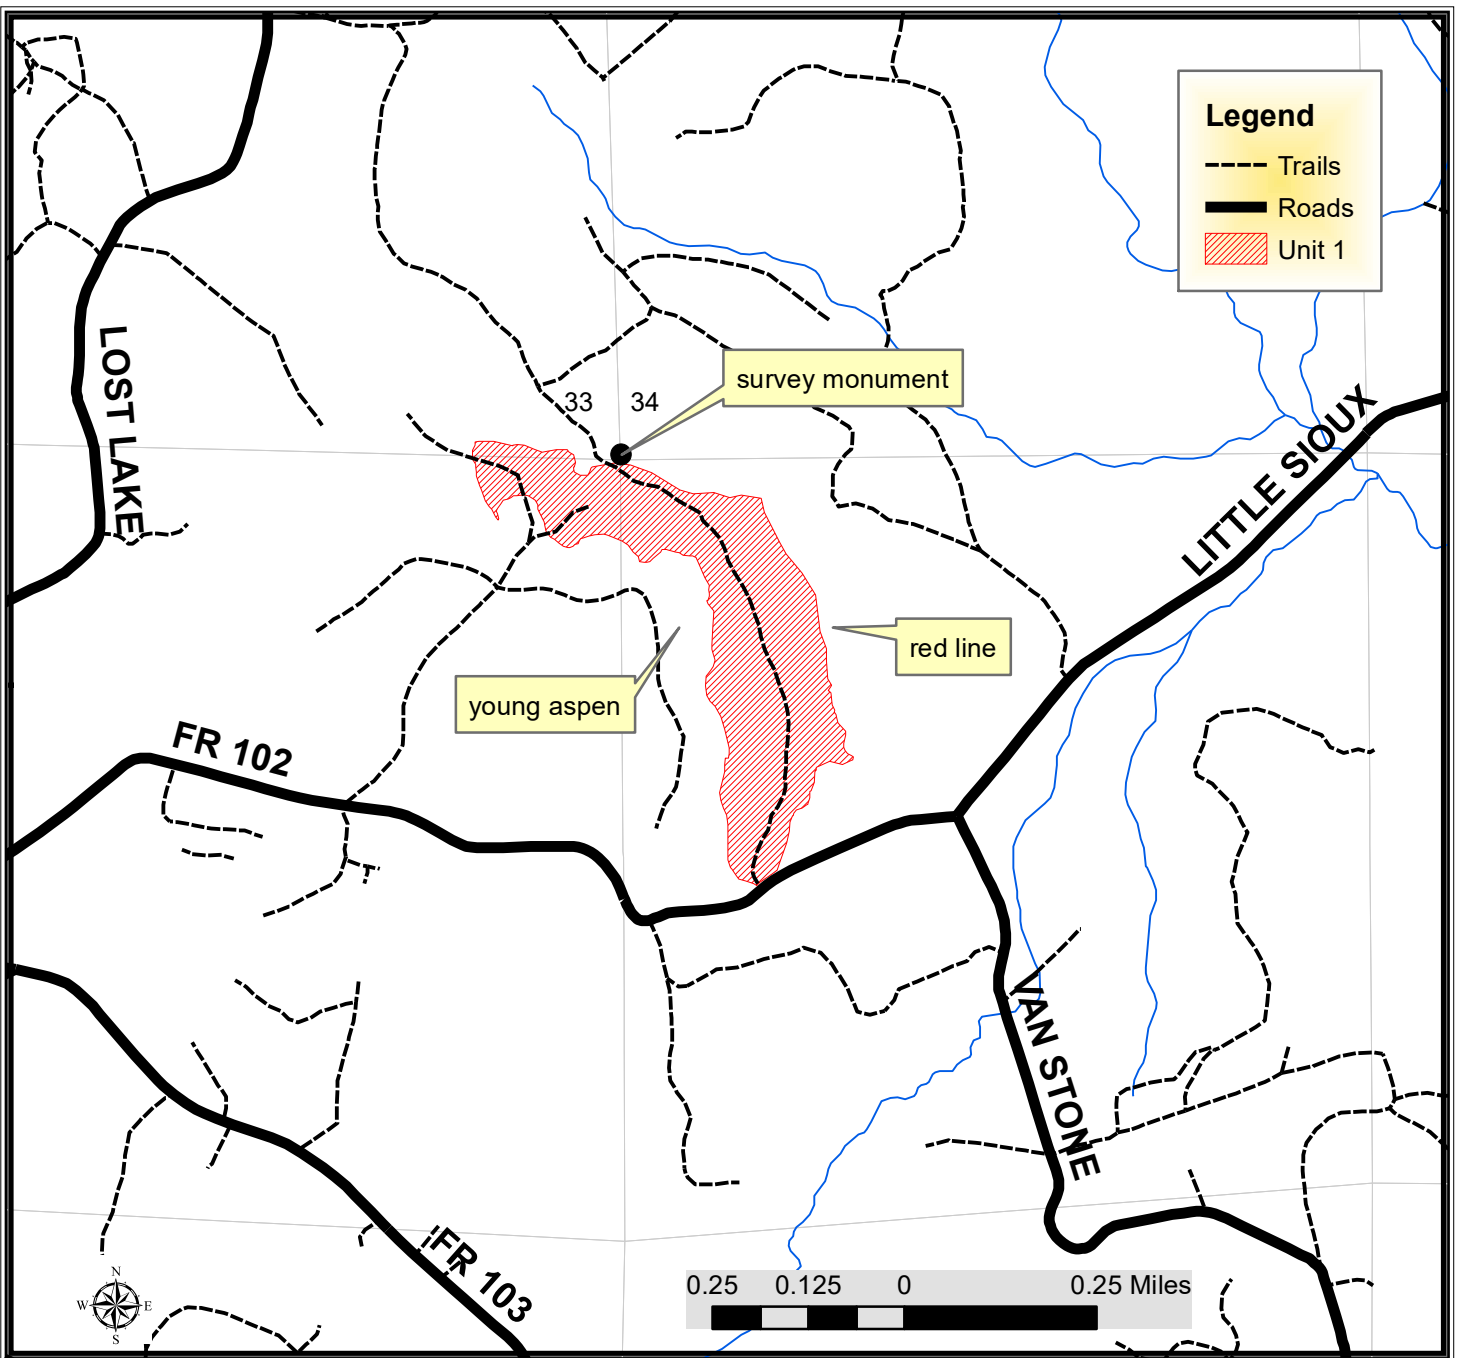 Legend
Trails
Roads
Unit 1
LOST LAKE
33
34
survey monument
LITTLE SIOUX
red line
young aspen
FR 102
VAN STONE
FR 103
N
W
E
S
0.25 0.125 0 0.25 Miles